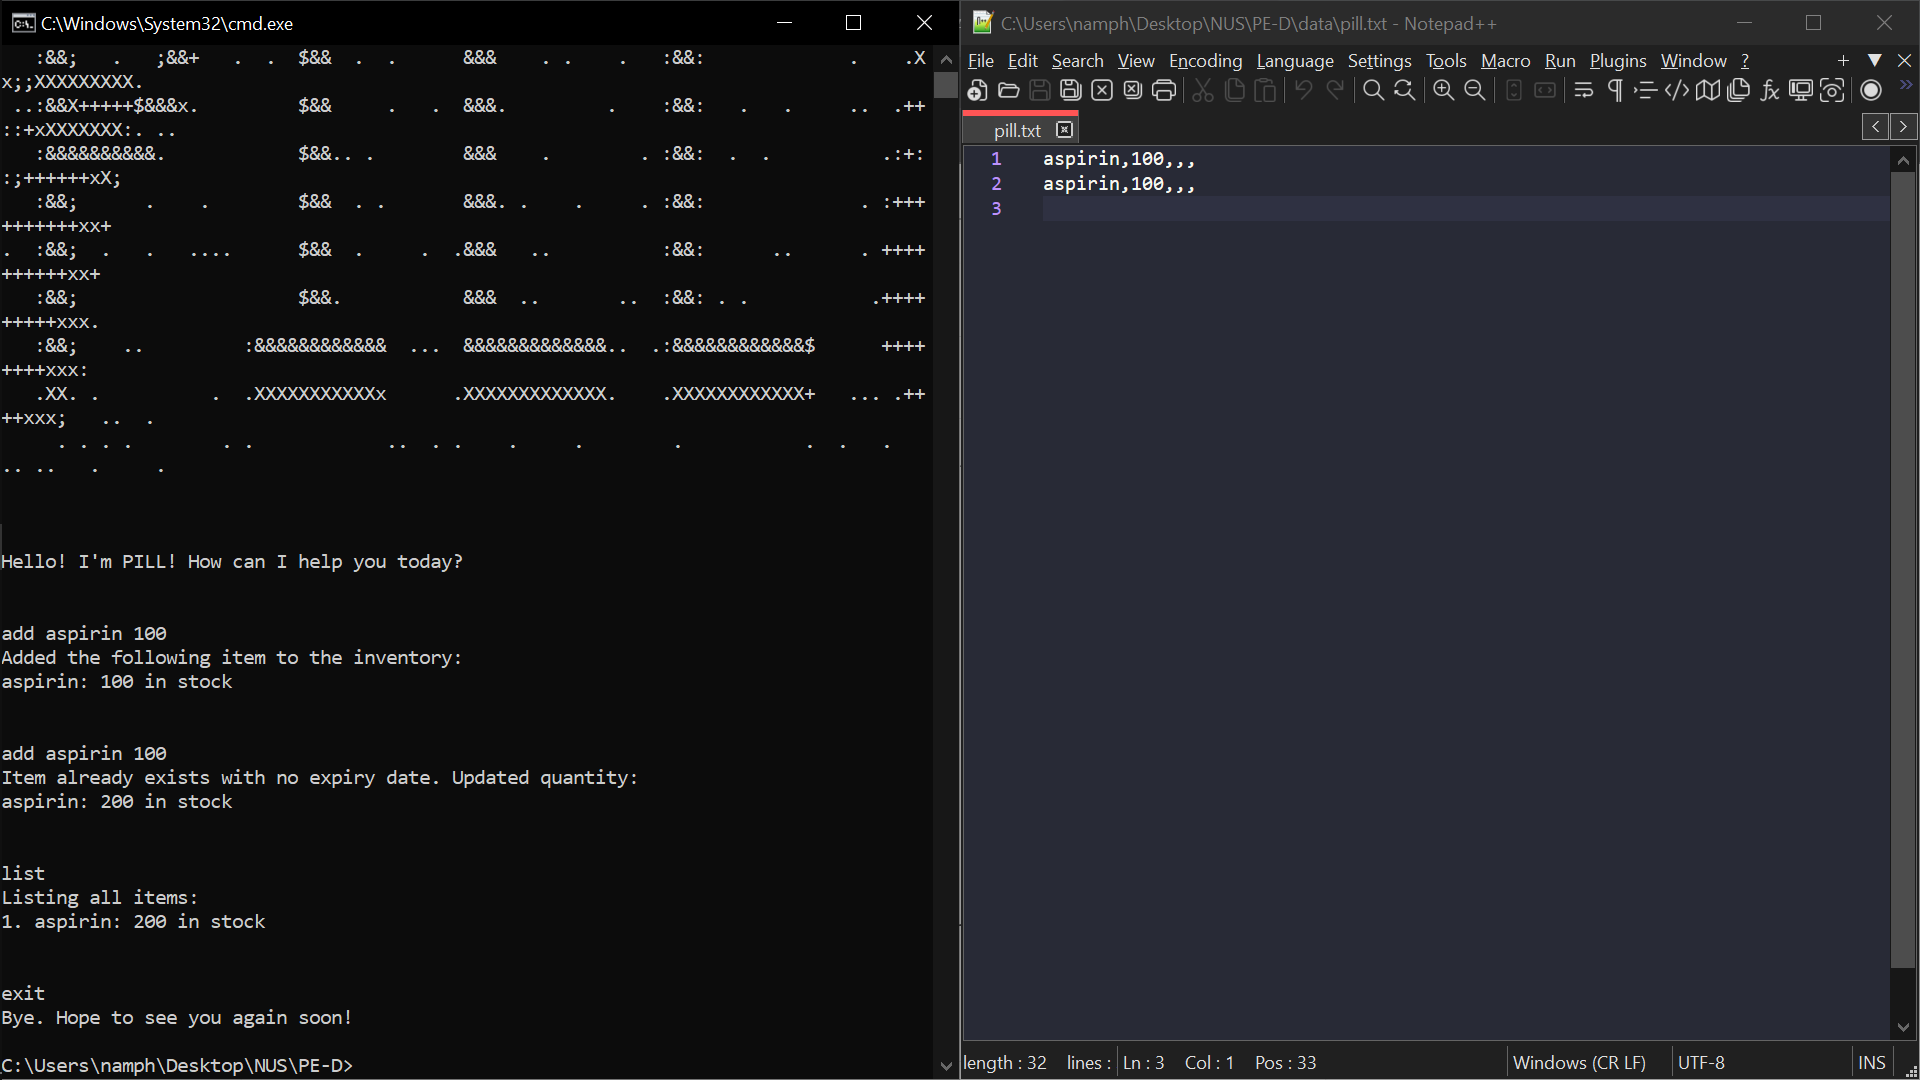 C:\Windows\System32\cmd.exe
   :&&;   .   ;&&+   .  .  $&&  .  .      &&&    . .    .   :&&:             .    .X
x;;XXXXXXXXX.
 ..:&&X+++++$&&&x.         $&&     .   .  &&&.         .    :&&:    .   .     ..  .++
::+xXXXXXXX:. ..
   :&&&&&&&&&&.            $&&.. .        &&&    .        . :&&:  .  .          .:+:
:;++++++xX;
   :&&;      .    .        $&&  . .       &&&. .    .     . :&&:              . :+++
+++++++xx+
.  :&&;  .   .   ....      $&&  .     .  .&&&   ..          :&&:      ..      . ++++
++++++xx+
   :&&;                    $&&.           &&&  ..       ..  :&&: . .           .++++
+++++xxx.
   :&&;    ..         :&&&&&&&&&&&&  ...  &&&&&&&&&&&&&..  .:&&&&&&&&&&&&$      ++++
++++xxx:
   .XX. .          .  .XXXXXXXXXXXx      .XXXXXXXXXXXXX.    .XXXXXXXXXXXX+   ... .++
++xxx;   ..  .
     . . . .        . .            ..  . .    .     .        .           .  .   .
.. ..   .     .
Hello! I'm PILL! How can I help you today?
add aspirin 100
Added the following item to the inventory:
aspirin: 100 in stock
add aspirin 100
Item already exists with no expiry date. Updated quantity:
aspirin: 200 in stock
list
Listing all items:
1. aspirin: 200 in stock
exit
Bye. Hope to see you again soon!
C:\Users\namph\Desktop\NUS\PE-D>
C:\Users\namph\Desktop\NUS\PE-D\data\pill.txt - Notepad++
File Edit Search View Encoding Language Settings Tools Macro Run Plugins Window ?
pill.txt
1 aspirin,100,,,
2 aspirin,100,,,
3
length : 32 lines : Ln : 3 Col : 1 Pos : 33 Windows (CR LF) UTF-8 INS